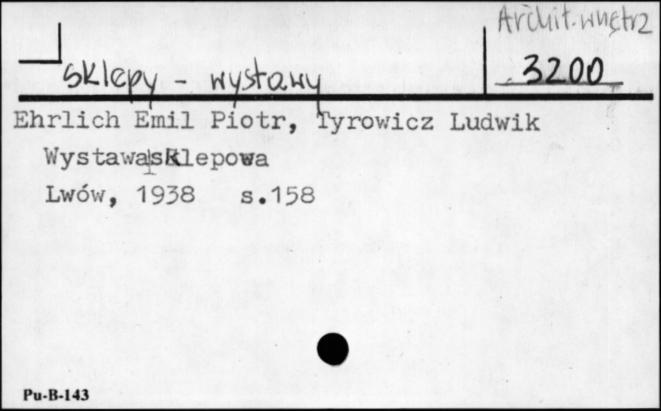 Archit. wnętrz
Sklepy - wystawy
3200
Ehrlich Emil Piotr, Tyrowicz Ludwik
Wystawa sklepowa
Lwów, 1938 s.158
Pu-B-143